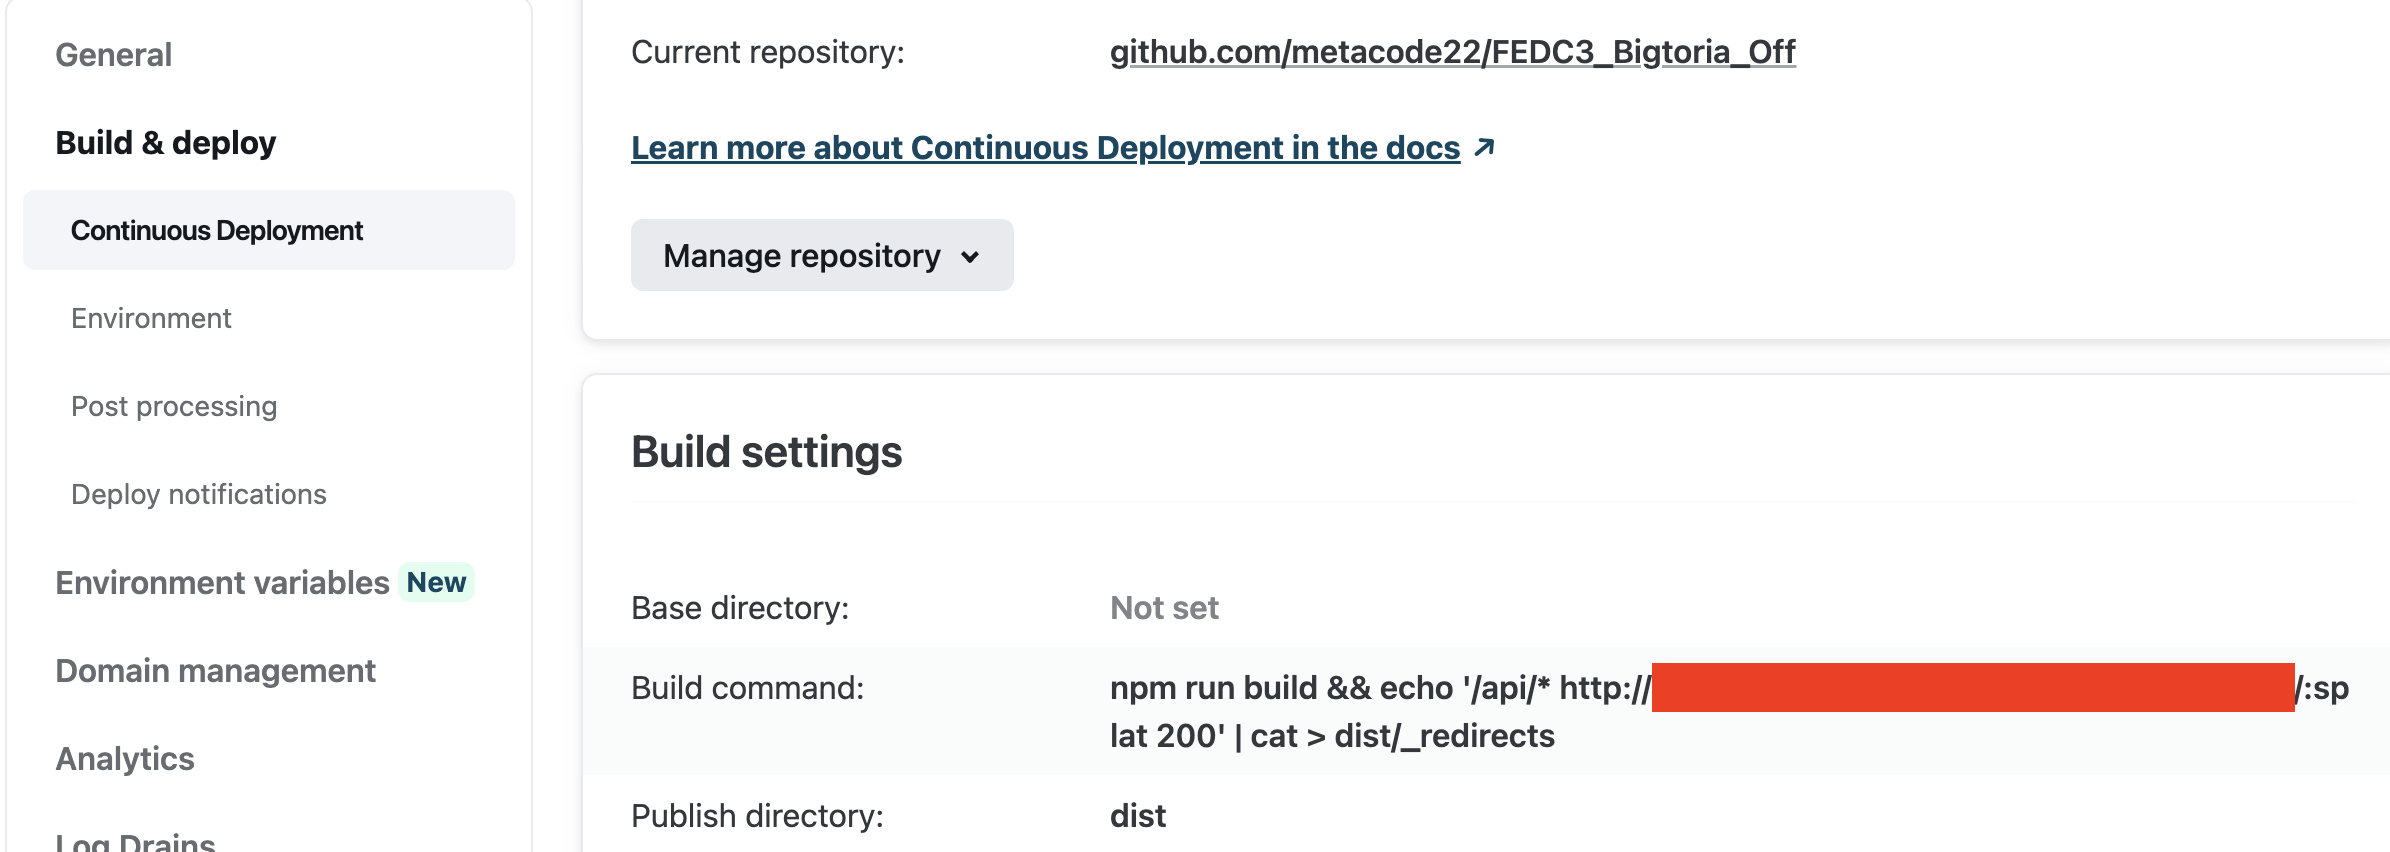 General
Build & deploy
Continuous Deployment
Environment
Post processing
Deploy notifications
Environment variables New
Domain management
Analytics
Log Drains
Current repository: github.com/metacode22/FEDC3_Bigtoria_Off
Learn more about Continuous Deployment in the docs ↗
Manage repository
Build settings
Base directory: Not set
Build command: npm run build && echo '/api/* http:// /:sp
lat 200' | cat > dist/_redirects
Publish directory: dist